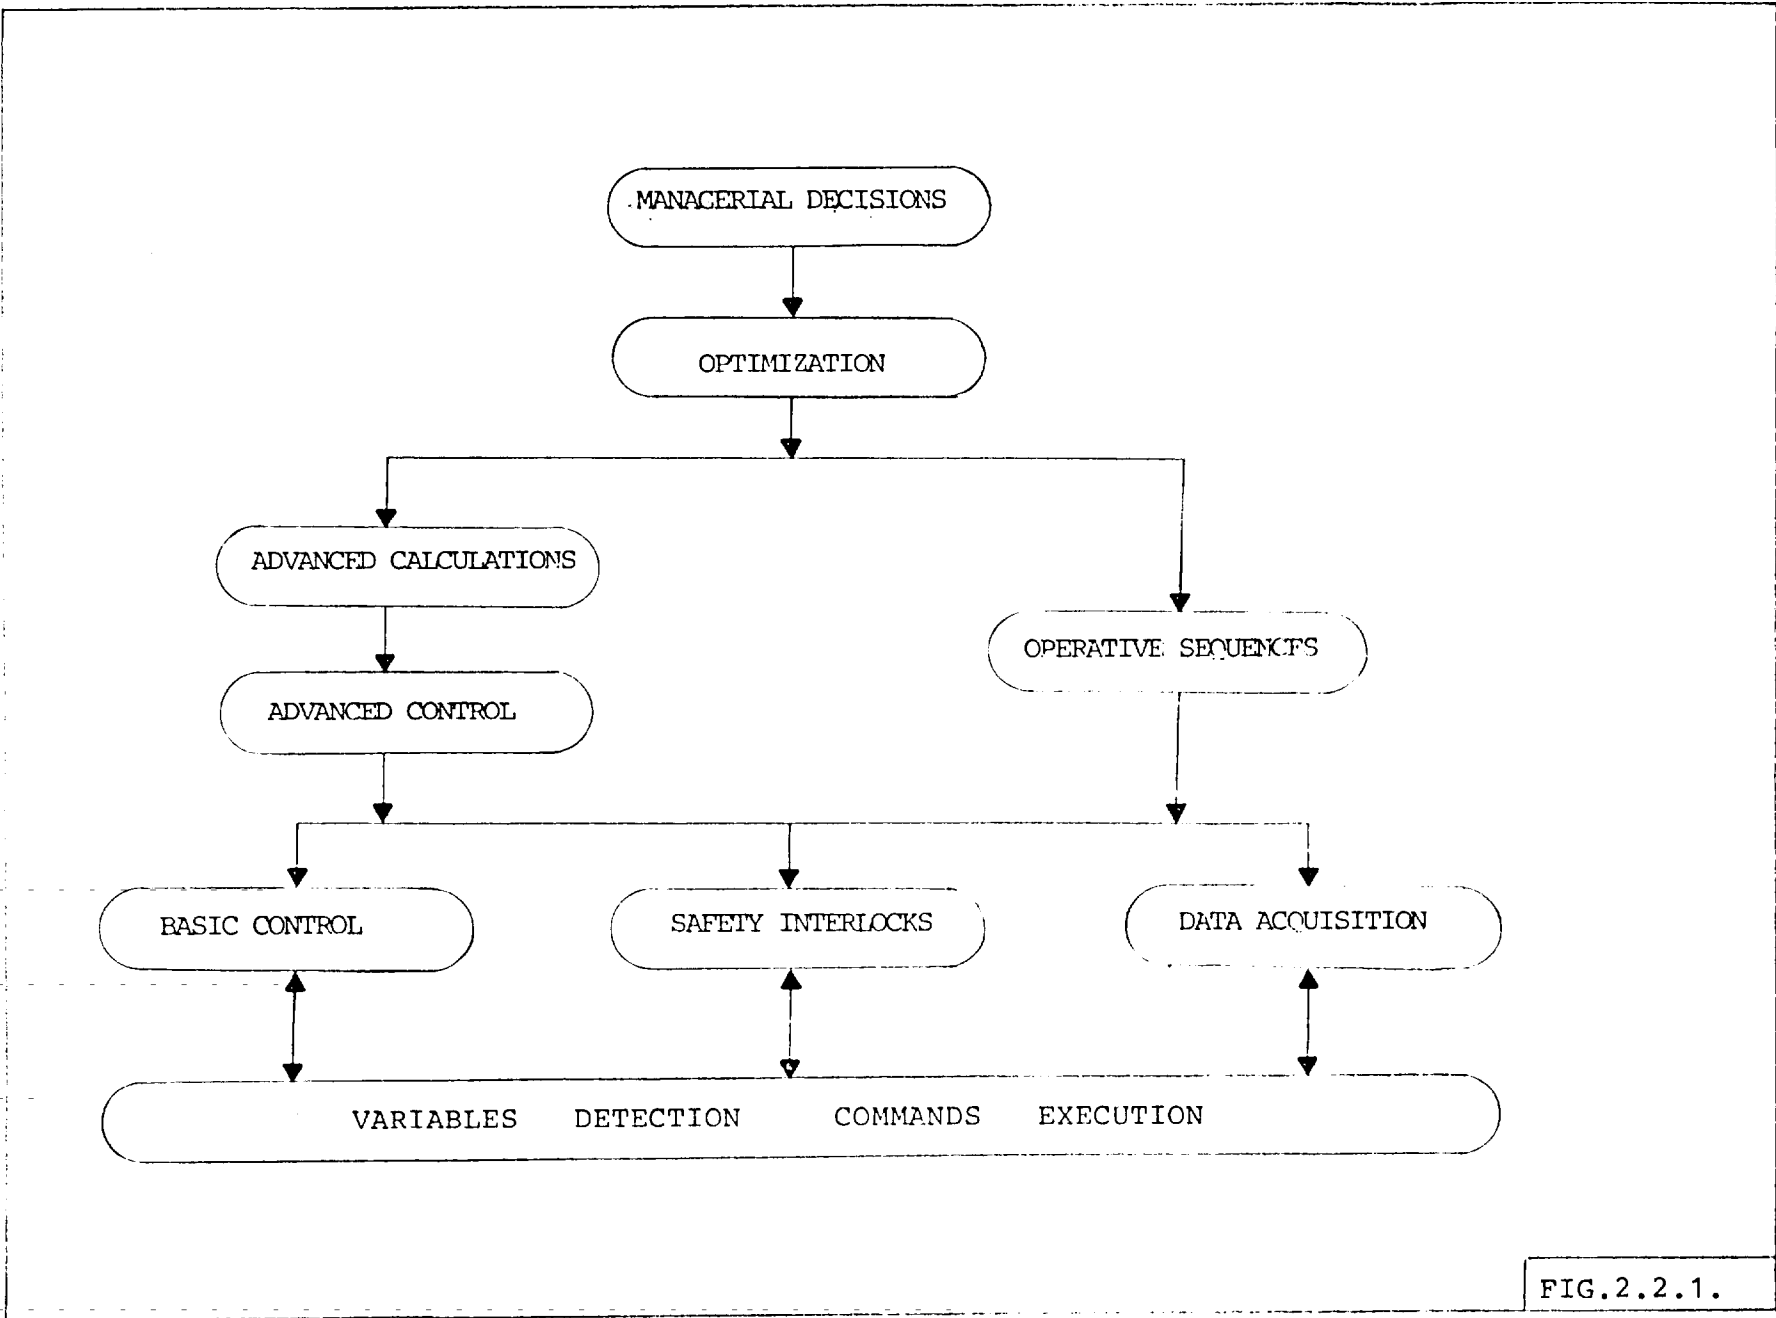 MANAGERIAL DECISIONS
OPTIMIZATION
ADVANCED CALCULATIONS
OPERATIVE SEQUENCES
ADVANCED CONTROL
BASIC CONTROL
SAFETY INTERLOCKS
DATA ACQUISITION
VARIABLES DETECTION COMMANDS EXECUTION
FIG.2.2.1.